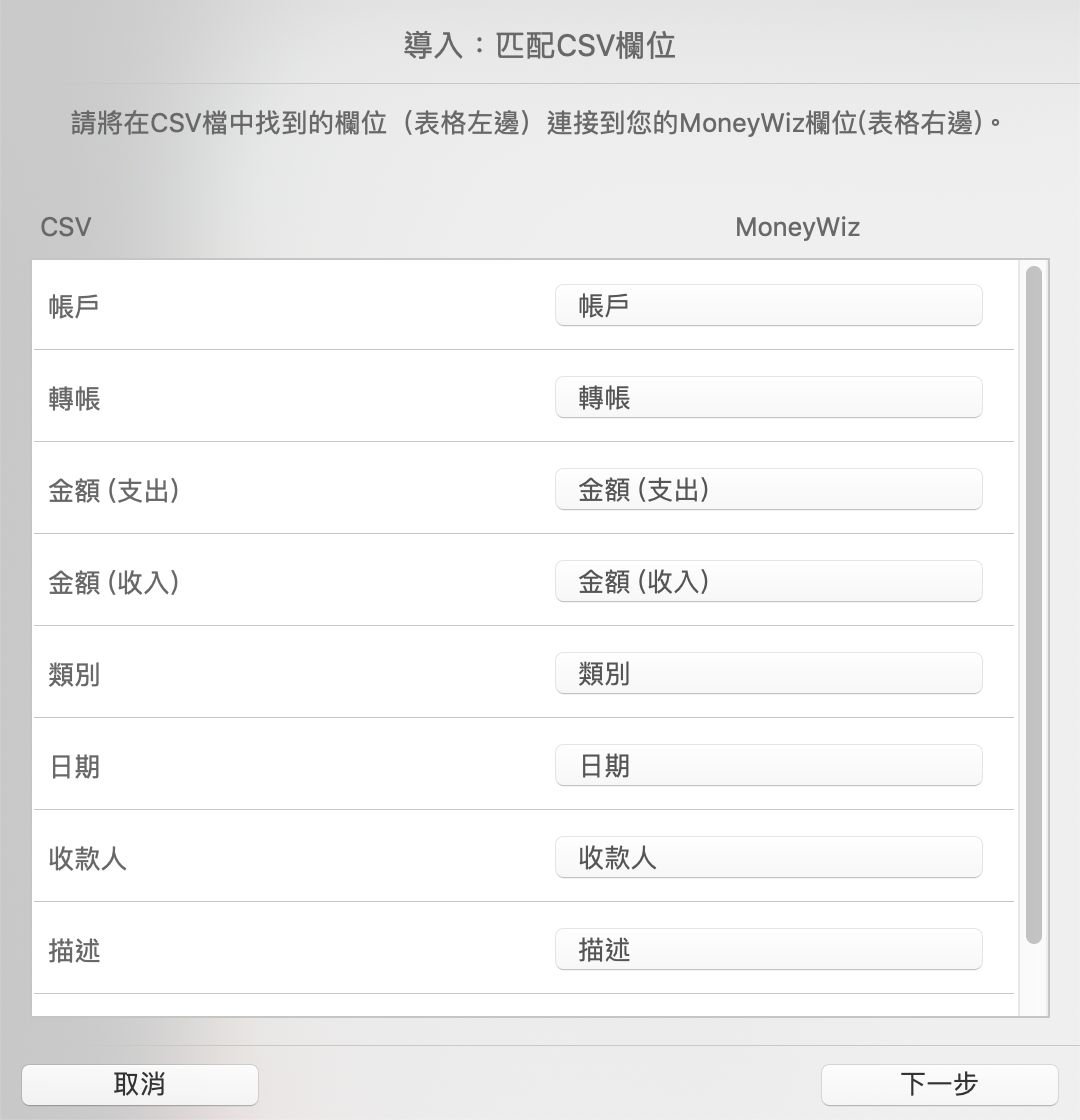 導入：匹配CSV欄位
請將在CSV檔中找到的欄位（表格左邊）連接到您的MoneyWiz欄位(表格右邊)。
CSV MoneyWiz
帳戶 帳戶
轉帳 轉帳
金額 (支出) 金額 (支出)
金額 (收入) 金額 (收入)
類別 類別
日期 日期
收款人 收款人
描述 描述
取消 下一步